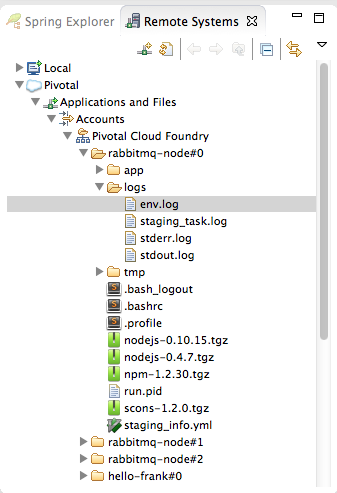 Spring Explorer Remote Systems
Local
Pivotal
Applications and Files
Accounts
Pivotal Cloud Foundry
rabbitmq-node#0
app
logs
env.log
staging_task.log
stderr.log
stdout.log
tmp
.bash_logout
.bashrc
.profile
nodejs-0.10.15.tgz
nodejs-0.4.7.tgz
npm-1.2.30.tgz
run.pid
scons-1.2.0.tgz
staging_info.yml
rabbitmq-node#1
rabbitmq-node#2
hello-frank#0